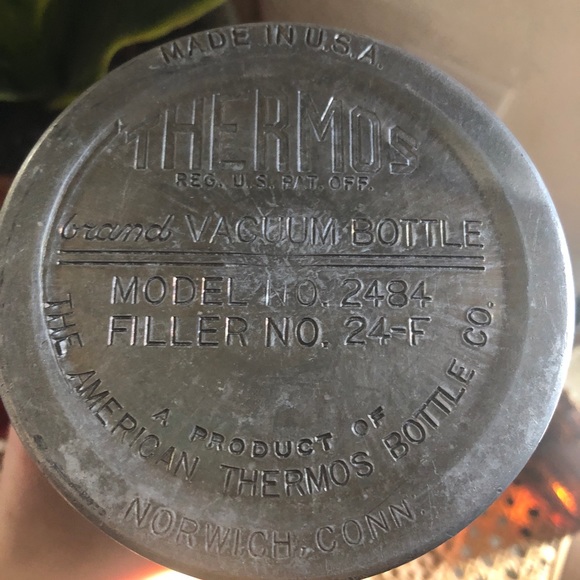 MADE IN U.S.A.
THERMOS
REG. U.S. PAT. OFF.
brand VACUUM BOTTLE
MODEL NO. 2484
FILLER NO. 24-F
A PRODUCT OF
THE AMERICAN THERMOS BOTTLE CO.
NORWICH, CONN.